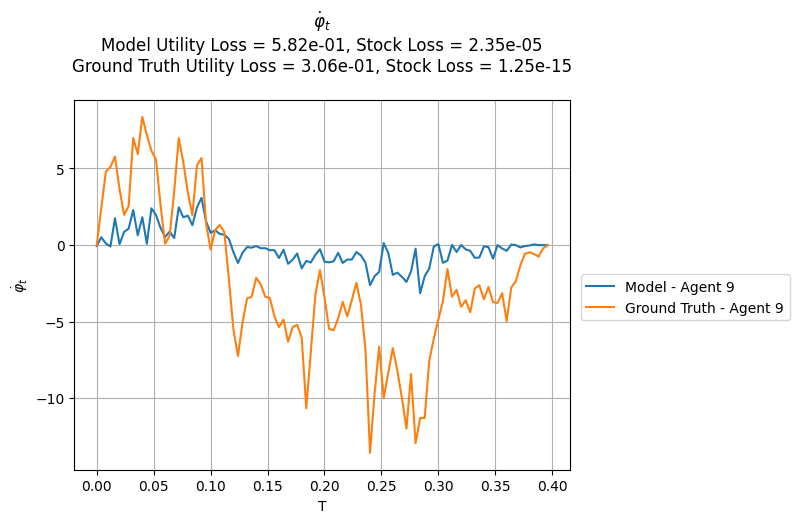 φ̇ₜ
Model Utility Loss = 5.82e-01, Stock Loss = 2.35e-05
Ground Truth Utility Loss = 3.06e-01, Stock Loss = 1.25e-15
φ̇ₜ
5
0
−5
−10
0.00 0.05 0.10 0.15 0.20 0.25 0.30 0.35 0.40
T
Model - Agent 9
Ground Truth - Agent 9